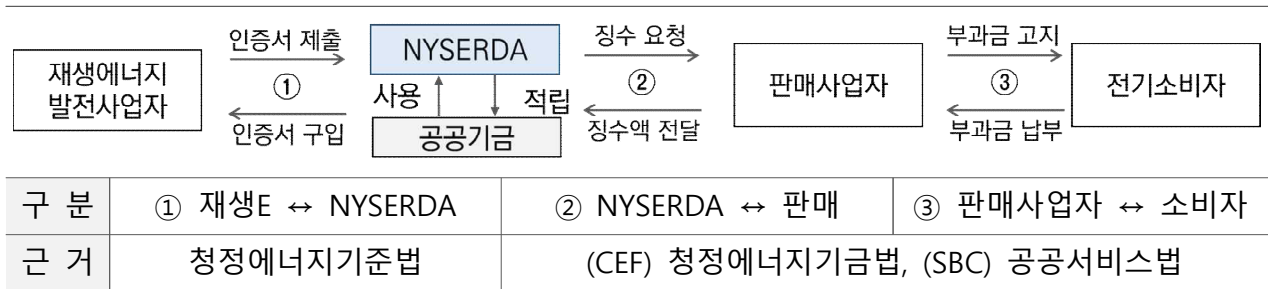 인증서 제출
NYSERDA
징수 요청
부과금 고지
재생에너지
발전사업자
①
사용
적립
②
판매사업자
③
전기소비자
인증서 구입
공공기금
징수액 전달
부과금 납부
구 분 ① 재생E ↔ NYSERDA ② NYSERDA ↔ 판매 ③ 판매사업자 ↔ 소비자
근 거 청정에너지기준법 (CEF) 청정에너지기금법, (SBC) 공공서비스법